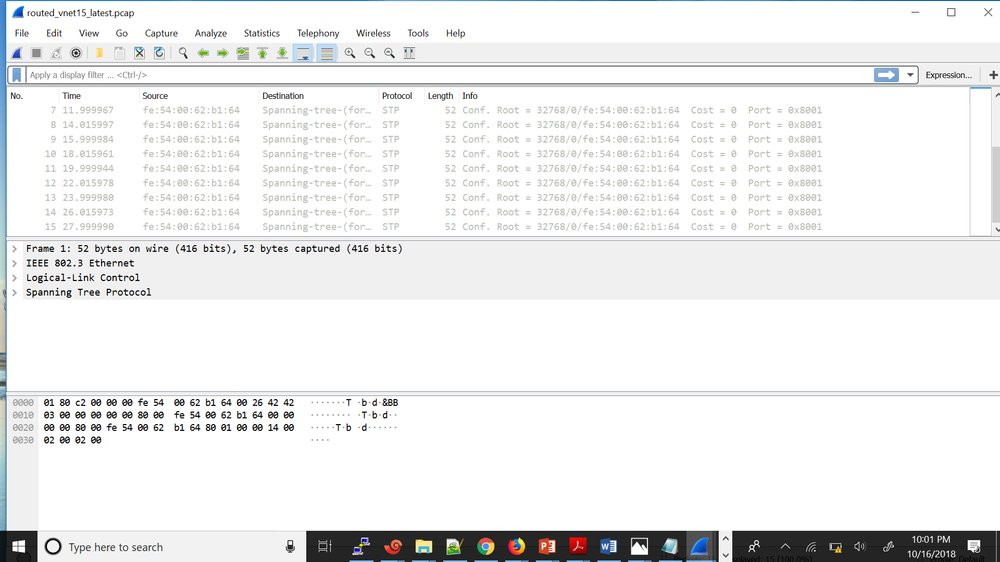 routed_vnet15_latest.pcap
File Edit View Go Capture Analyze Statistics Telephony Wireless Tools Help
Apply a display filter ... <Ctrl-/> Expression... +
No. Time Source Destination Protocol Length Info
7 11.999967 fe:54:00:62:b1:64 Spanning-tree-(for… STP 52 Conf. Root = 32768/0/fe:54:00:62:b1:64 Cost = 0 Port = 0x8001
8 14.015997 fe:54:00:62:b1:64 Spanning-tree-(for… STP 52 Conf. Root = 32768/0/fe:54:00:62:b1:64 Cost = 0 Port = 0x8001
9 15.999984 fe:54:00:62:b1:64 Spanning-tree-(for… STP 52 Conf. Root = 32768/0/fe:54:00:62:b1:64 Cost = 0 Port = 0x8001
10 18.015961 fe:54:00:62:b1:64 Spanning-tree-(for… STP 52 Conf. Root = 32768/0/fe:54:00:62:b1:64 Cost = 0 Port = 0x8001
11 19.999944 fe:54:00:62:b1:64 Spanning-tree-(for… STP 52 Conf. Root = 32768/0/fe:54:00:62:b1:64 Cost = 0 Port = 0x8001
12 22.015978 fe:54:00:62:b1:64 Spanning-tree-(for… STP 52 Conf. Root = 32768/0/fe:54:00:62:b1:64 Cost = 0 Port = 0x8001
13 23.999980 fe:54:00:62:b1:64 Spanning-tree-(for… STP 52 Conf. Root = 32768/0/fe:54:00:62:b1:64 Cost = 0 Port = 0x8001
14 26.015973 fe:54:00:62:b1:64 Spanning-tree-(for… STP 52 Conf. Root = 32768/0/fe:54:00:62:b1:64 Cost = 0 Port = 0x8001
15 27.999990 fe:54:00:62:b1:64 Spanning-tree-(for… STP 52 Conf. Root = 32768/0/fe:54:00:62:b1:64 Cost = 0 Port = 0x8001
Frame 1: 52 bytes on wire (416 bits), 52 bytes captured (416 bits)
IEEE 802.3 Ethernet
Logical-Link Control
Spanning Tree Protocol
0000 01 80 c2 00 00 00 fe 54 00 62 b1 64 00 26 42 42 ·······T ·b·d·&BB
0010 03 00 00 00 00 00 80 00 fe 54 00 62 b1 64 00 00 ········ ·T·b·d··
0020 00 00 80 00 fe 54 00 62 b1 64 80 01 00 00 14 00 ·····T·b ·d······
0030 02 00 02 00 ····
Type here to search 10:01 PM
10/16/2018